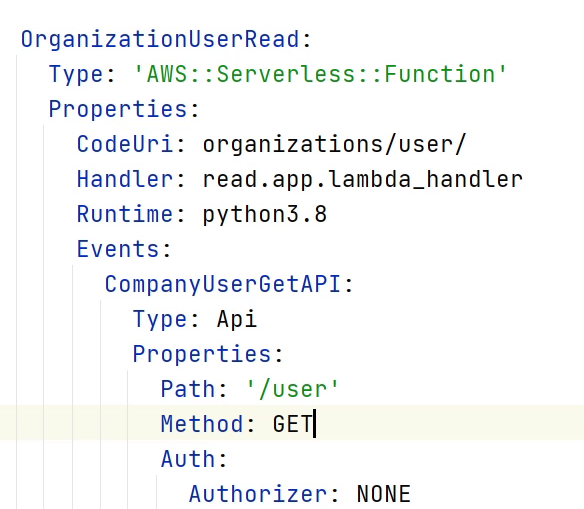 OrganizationUserRead:
Type: 'AWS::Serverless::Function'
Properties:
CodeUri: organizations/user/
Handler: read.app.lambda_handler
Runtime: python3.8
Events:
CompanyUserGetAPI:
Type: Api
Properties:
Path: '/user'
Method: GET
Auth:
Authorizer: NONE